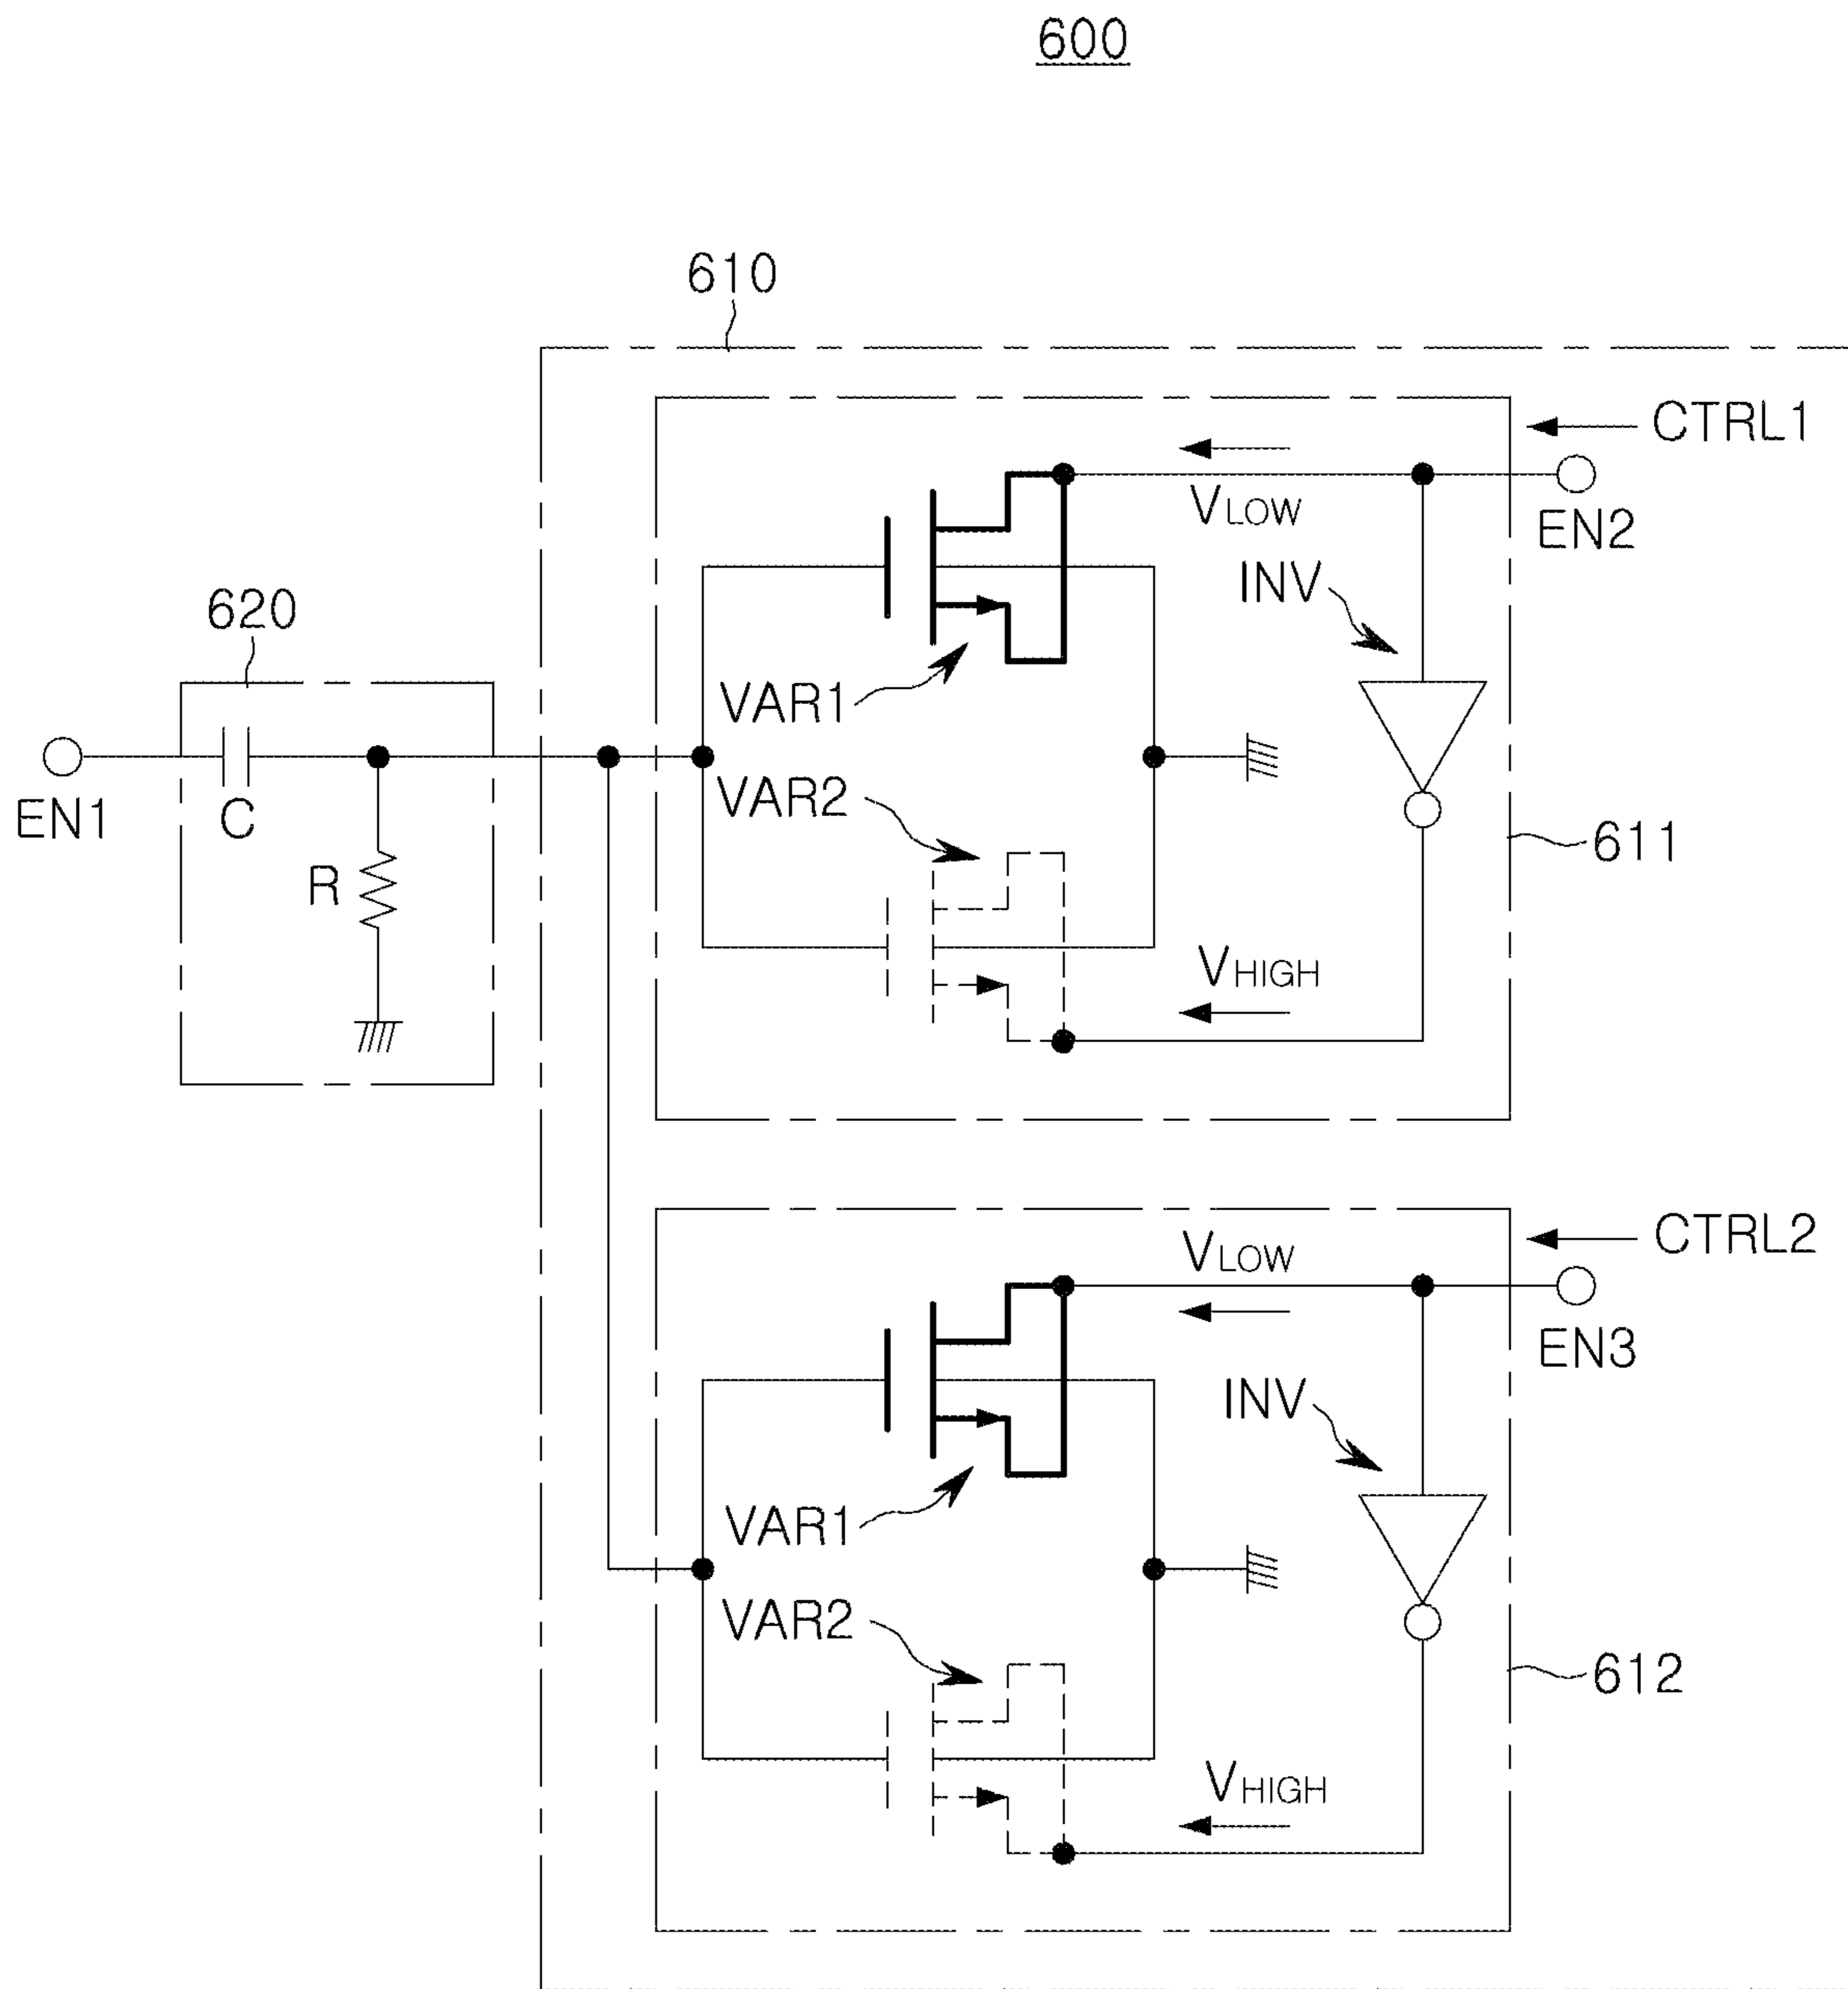 600
610
CTRL1
VLOW
EN2
INV
620
VAR1
VAR2
EN1
C
611
R
VHIGH
CTRL2
VLOW
EN3
INV
VAR1
VAR2
612
VHIGH